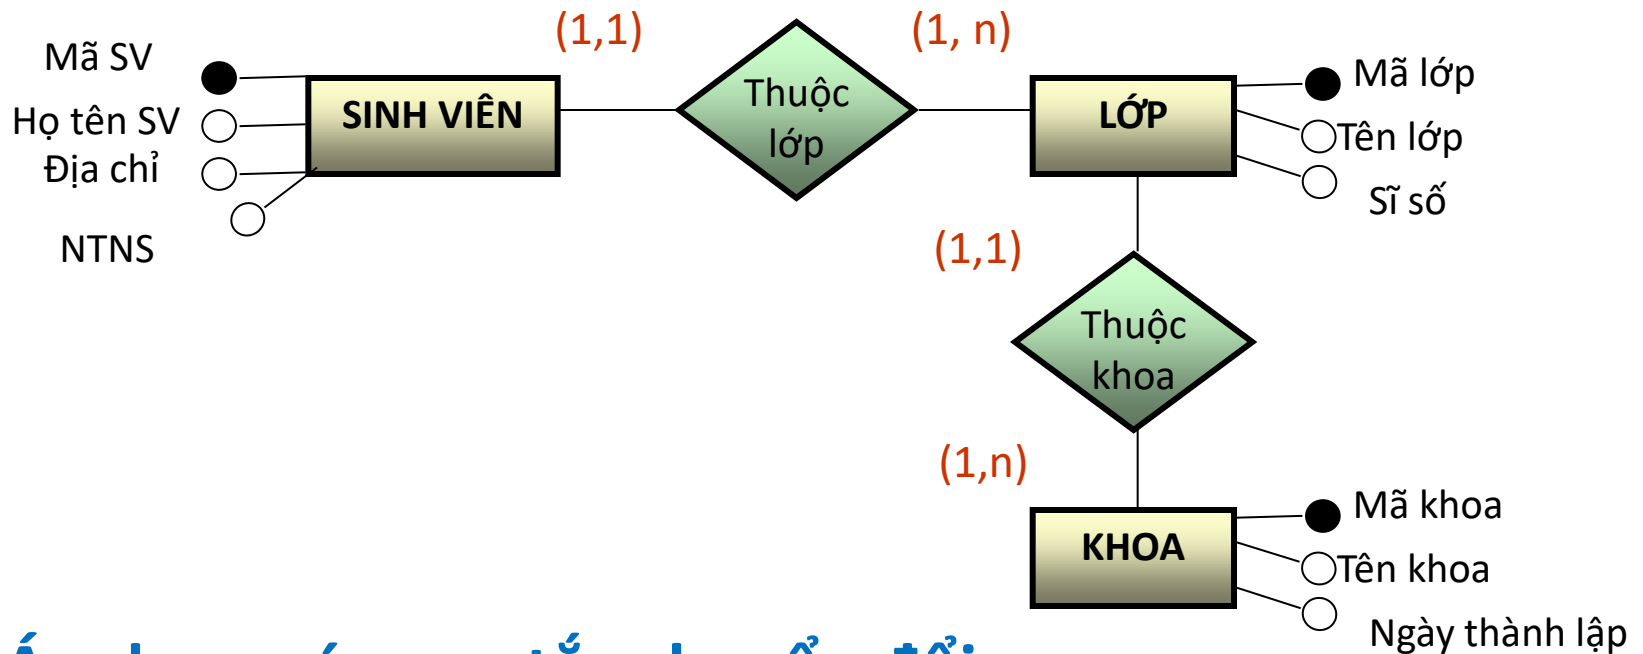 (1,1)
(1, n)
Mã SV
Họ tên SV
Địa chỉ
NTNS
SINH VIÊN
Thuộc
lớp
LỚP
Mã lớp
Tên lớp
Sĩ số
(1,1)
Thuộc
khoa
(1,n)
KHOA
Mã khoa
Tên khoa
Ngày thành lập